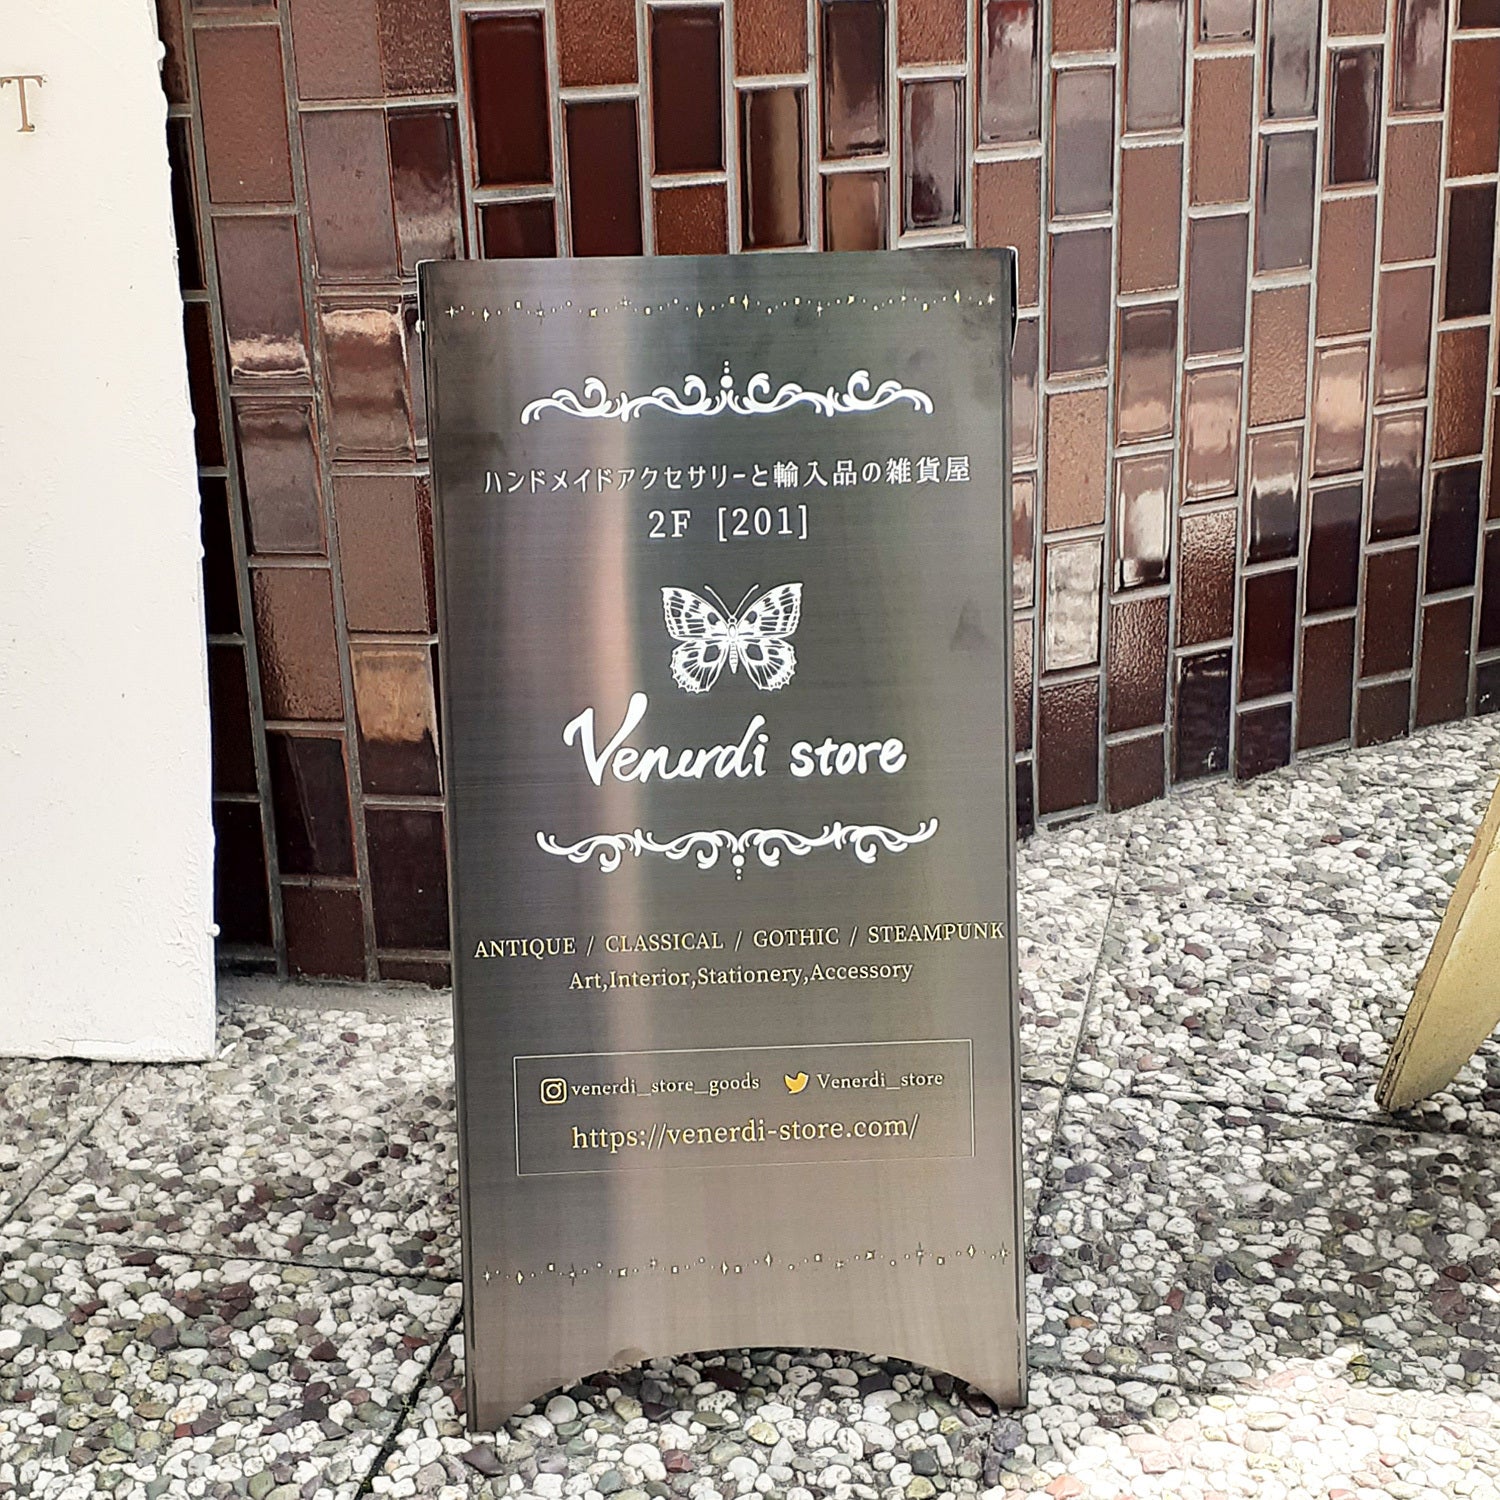 T
ハンドメイドアクセサリーと輸入品の雑貨屋
2F [201]
Venerdi store
ANTIQUE / CLASSICAL / GOTHIC / STEAMPUNK
Art,Interior,Stationery,Accessory
venerdi_store_goods Venerdi_store
https://venerdi-store.com/